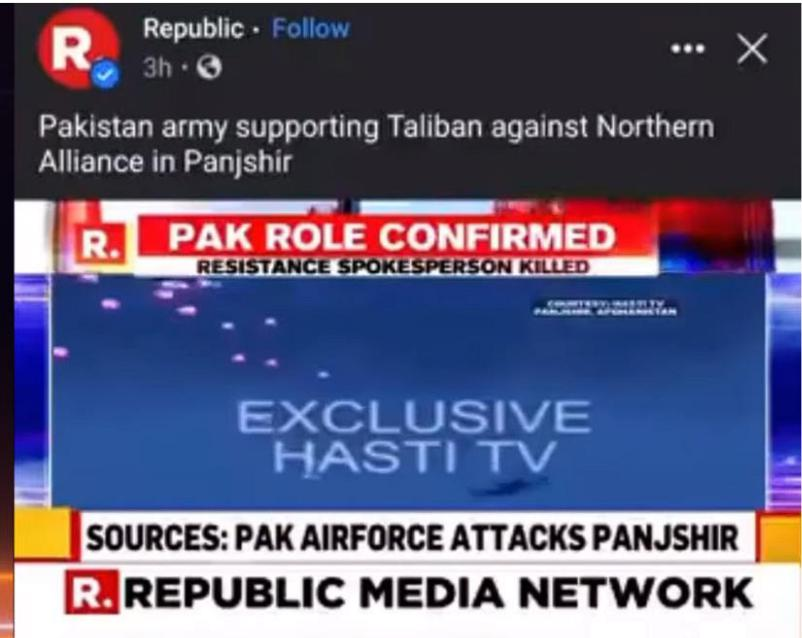 Republic · Follow
3h ·
Pakistan army supporting Taliban against Northern
Alliance in Panjshir
R. PAK ROLE CONFIRMED
RESISTANCE SPOKESPERSON KILLED
COURTESY: HASTI TV
PANJSHIR, AFGHANISTAN
EXCLUSIVE
HASTI TV
SOURCES: PAK AIRFORCE ATTACKS PANJSHIR
R. REPUBLIC MEDIA NETWORK